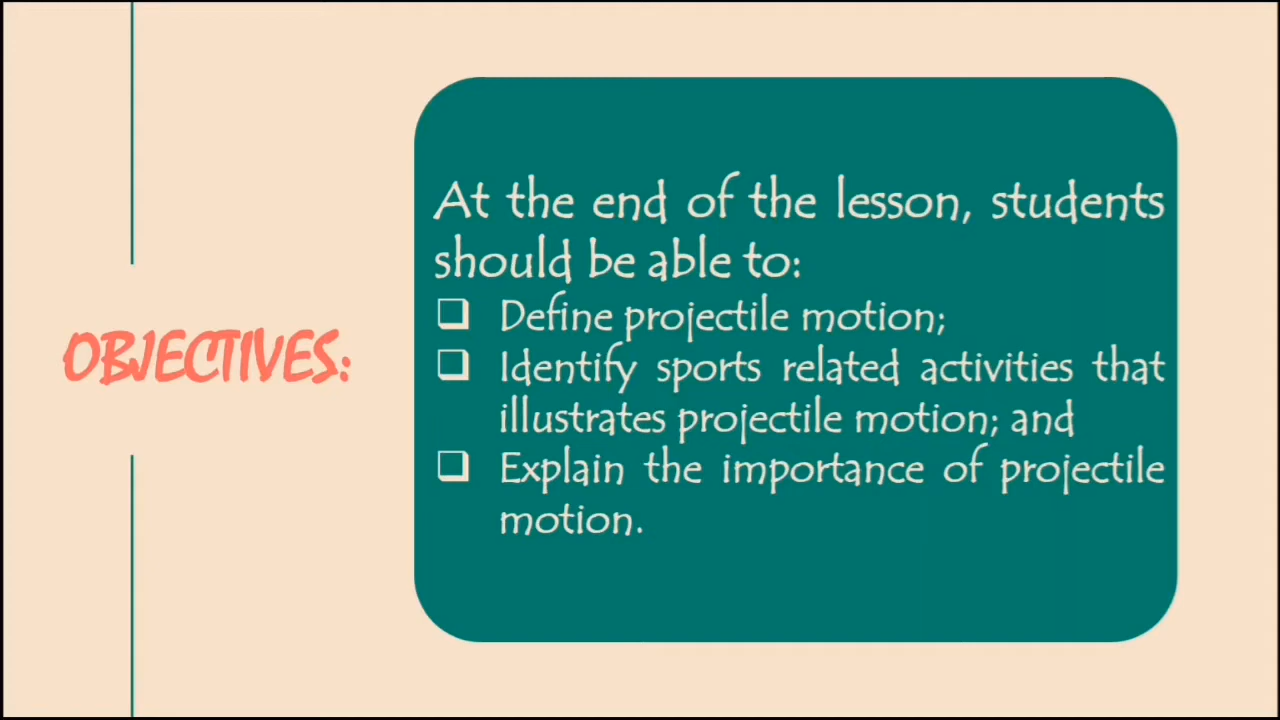 OBJECTIVES:
At the end of the lesson, students
should be able to:
❑ Define projectile motion;
❑ Identify sports related activities that
illustrates projectile motion; and
❑ Explain the importance of projectile
motion.